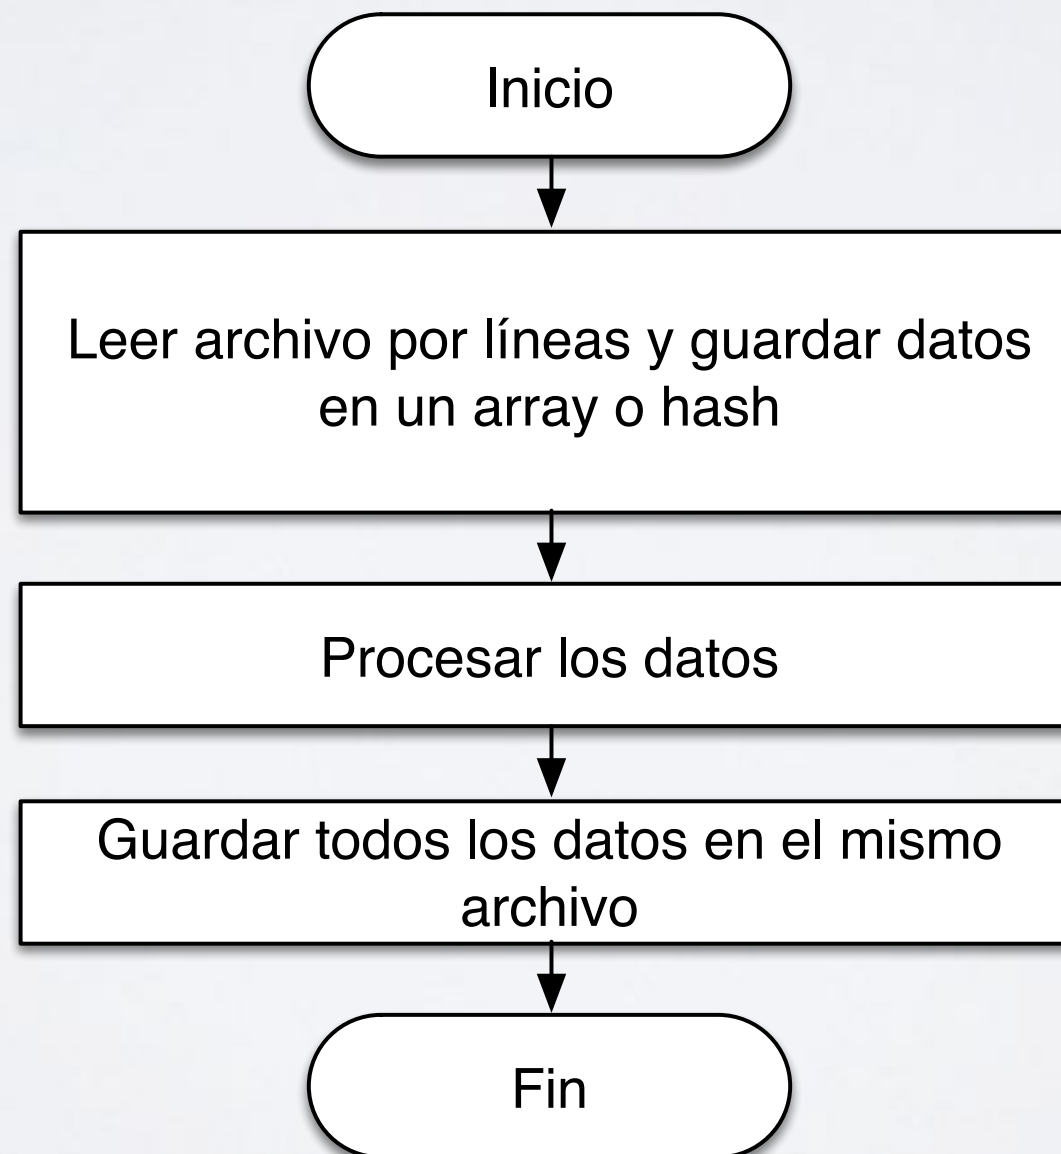 Inicio
Leer archivo por líneas y guardar datos
en un array o hash
Procesar los datos
Guardar todos los datos en el mismo
archivo
Fin